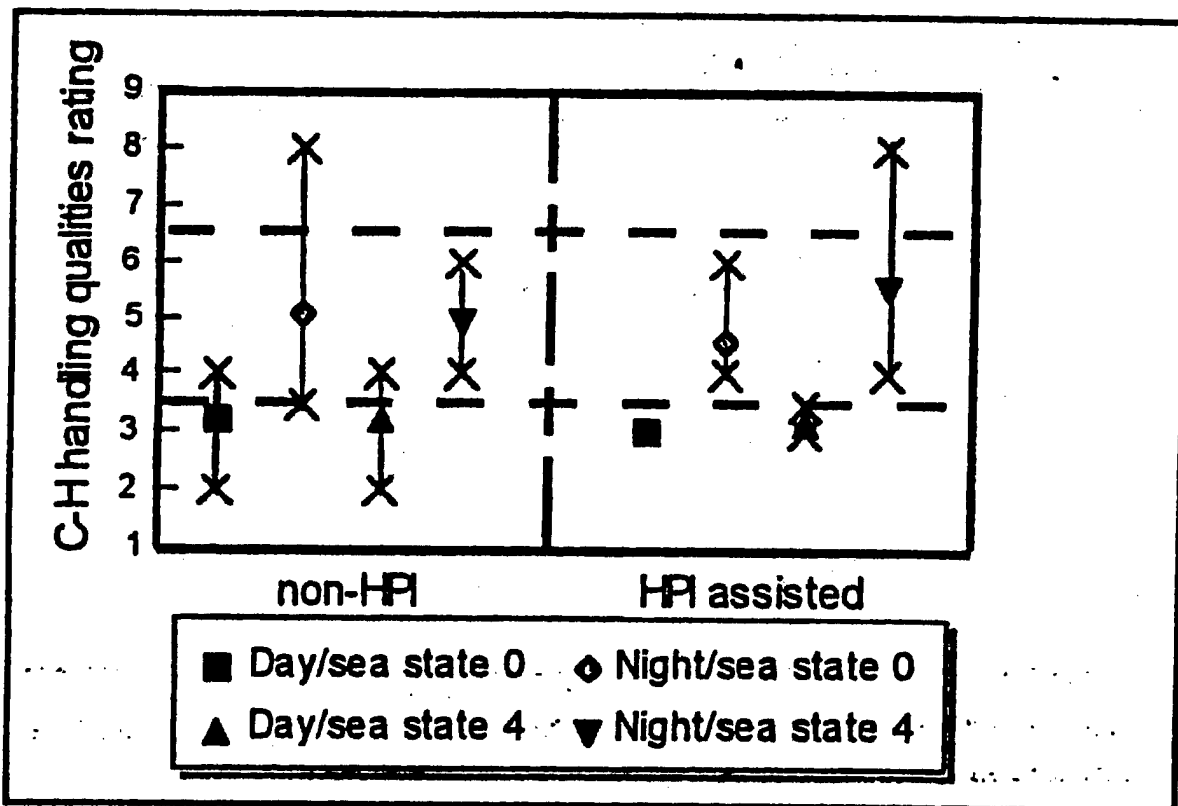 C-H handling qualities rating
9
8
7
6
5
4
3
2
1
non-HPI HPI assisted
Day/sea state 0 Night/sea state 0
Day/sea state 4 Night/sea state 4